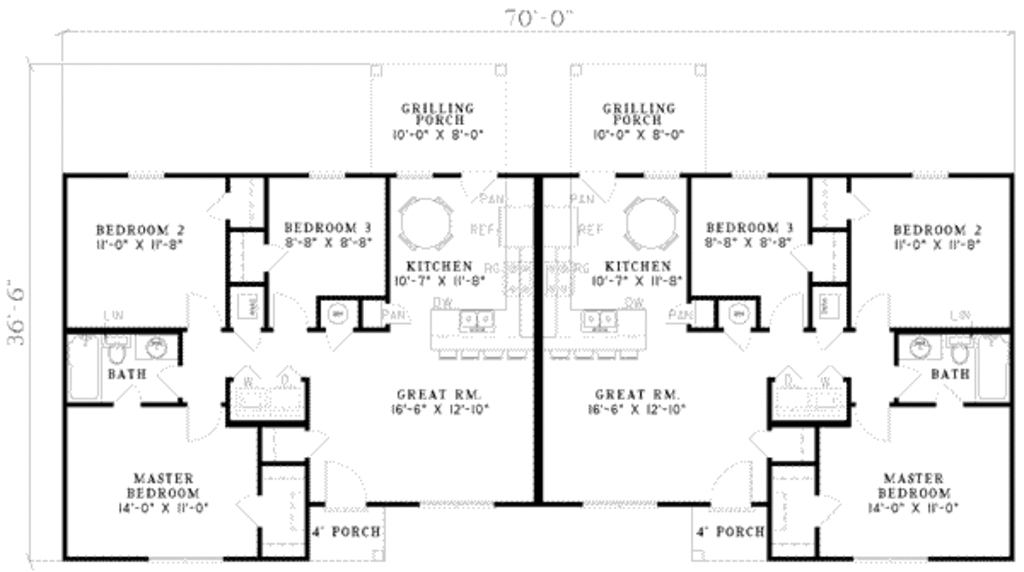 70'-0"
36'-6"
GRILLING
PORCH
10'-0" X 8'-0"
GRILLING
PORCH
10'-0" X 8'-0"
BEDROOM 2
11'-0" X 11'-8"
BEDROOM 3
8'-8" X 8'-8"
PAN
REF
KITCHEN
10'-7" X 11'-8"
RG
DW
PAN
LIN
BATH
W
D
GREAT RM.
16'-6" X 12'-10"
MASTER
BEDROOM
14'-0" X 11'-0"
4' PORCH
PAN
REF
KITCHEN
10'-7" X 11'-8"
RG
DW
PAN
BEDROOM 3
8'-8" X 8'-8"
BEDROOM 2
11'-0" X 11'-8"
LIN
BATH
D
W
GREAT RM.
16'-6" X 12'-10"
MASTER
BEDROOM
14'-0" X 11'-0"
4' PORCH